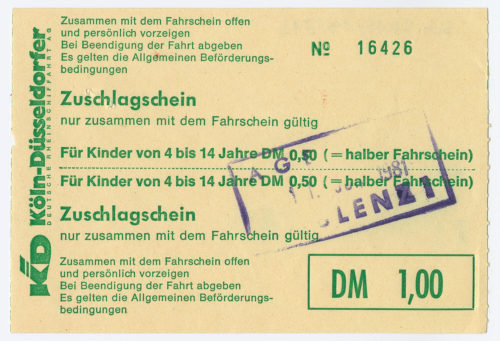 Zusammen mit dem Fahrschein offen
und persönlich vorzeigen
Bei Beendigung der Fahrt abgeben
Es gelten die Allgemeinen Beförderungs-
bedingungen
№ 16426
Zuschlagschein
nur zusammen mit dem Fahrschein gültig
Für Kinder von 4 bis 14 Jahre DM 0,50 (= halber Fahrschein)
Für Kinder von 4 bis 14 Jahre DM 0,50 (= halber Fahrschein)
Zuschlagschein
nur zusammen mit dem Fahrschein gültig
Zusammen mit dem Fahrschein offen
und persönlich vorzeigen
Bei Beendigung der Fahrt abgeben
Es gelten die Allgemeinen Beförderungs-
bedingungen
DM 1,00
KD Köln-Düsseldorfer
DEUTSCHE RHEINSCHIFFAHRT AG
1981